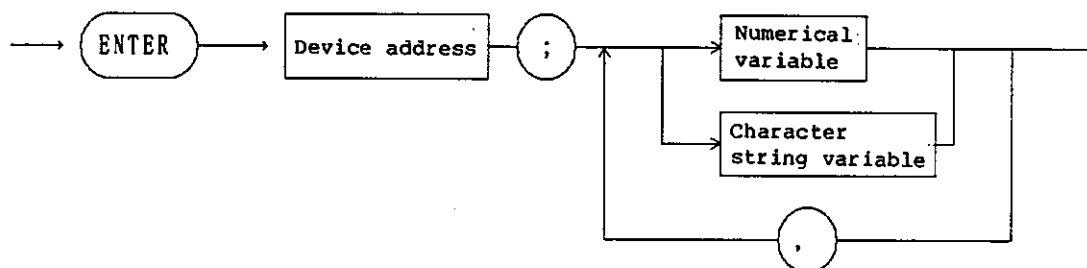 ENTER
Device address
;
Numerical
variable
Character
string variable
,